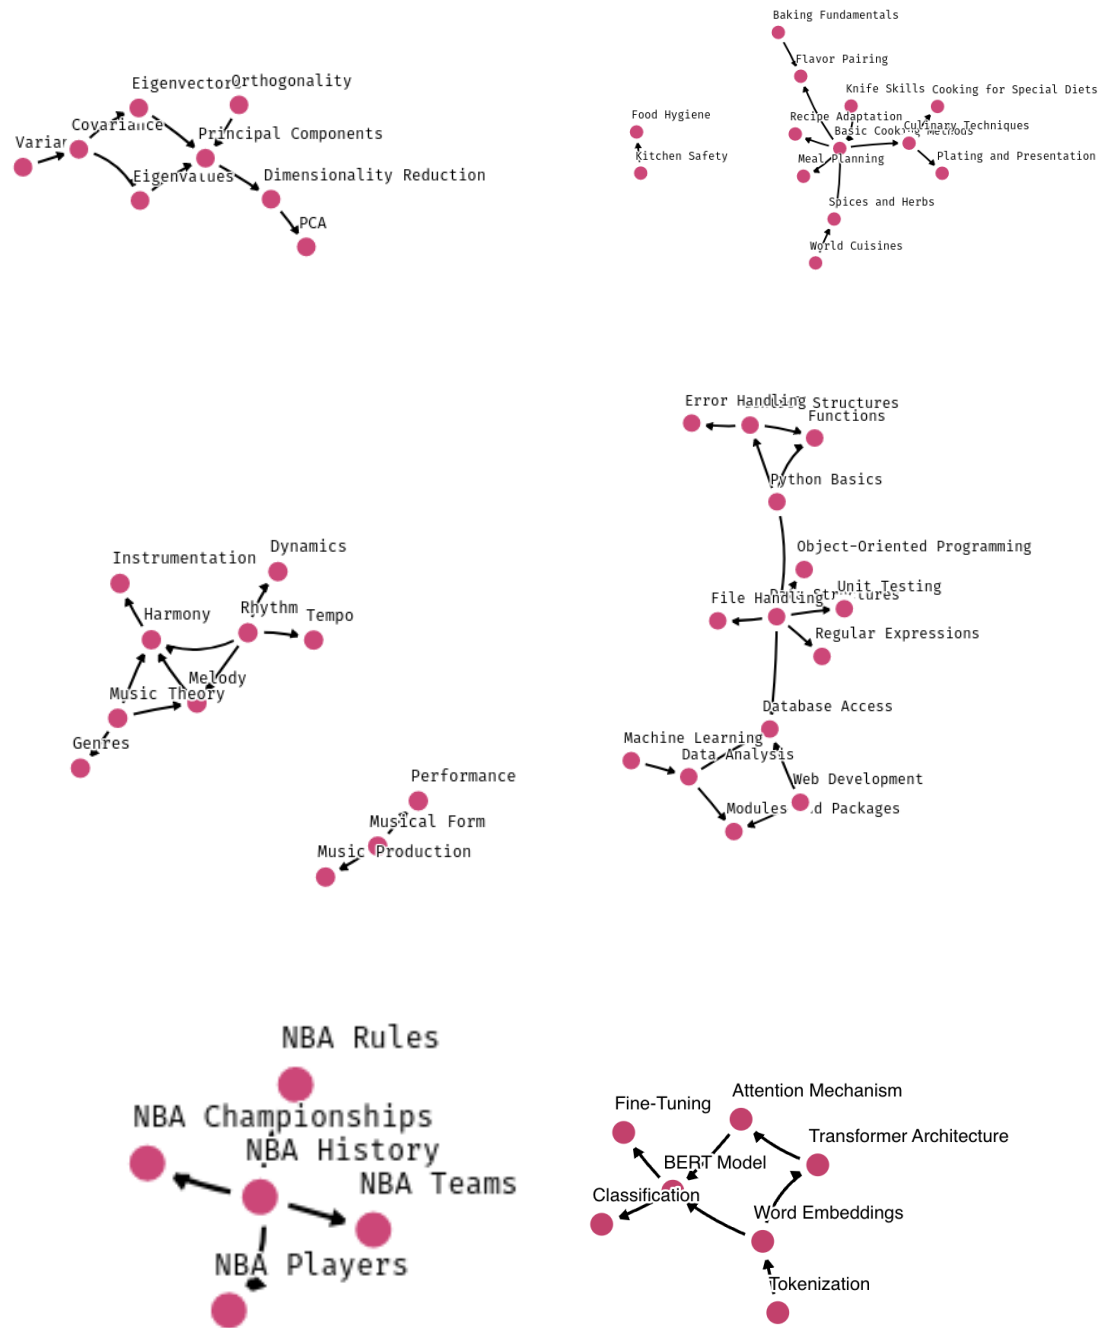 Eigenvector
Orthogonality
Covariance
Principal Components
Eigenvalues
Dimensionality Reduction
PCA
Baking Fundamentals
Flavor Pairing
Knife Skills
Cooking for Special Diets
Food Hygiene
Recipe Adaptation
Culinary Techniques
Basic Cooking Methods
Kitchen Safety
Meal Planning
Plating and Presentation
Spices and Herbs
World Cuisines
Instrumentation
Dynamics
Harmony
Rhythm
Tempo
Melody
Music Theory
Genres
Performance
Musical Form
Music Production
Error Handling
Structures
Functions
Python Basics
Object-Oriented Programming
Unit Testing
File Handling
Regular Expressions
Database Access
Machine Learning
Data Analysis
Web Development
Modules
Packages
NBA Rules
NBA Championships
NBA History
NBA Teams
NBA Players
Attention Mechanism
Fine-Tuning
Transformer Architecture
BERT Model
Classification
Word Embeddings
Tokenization